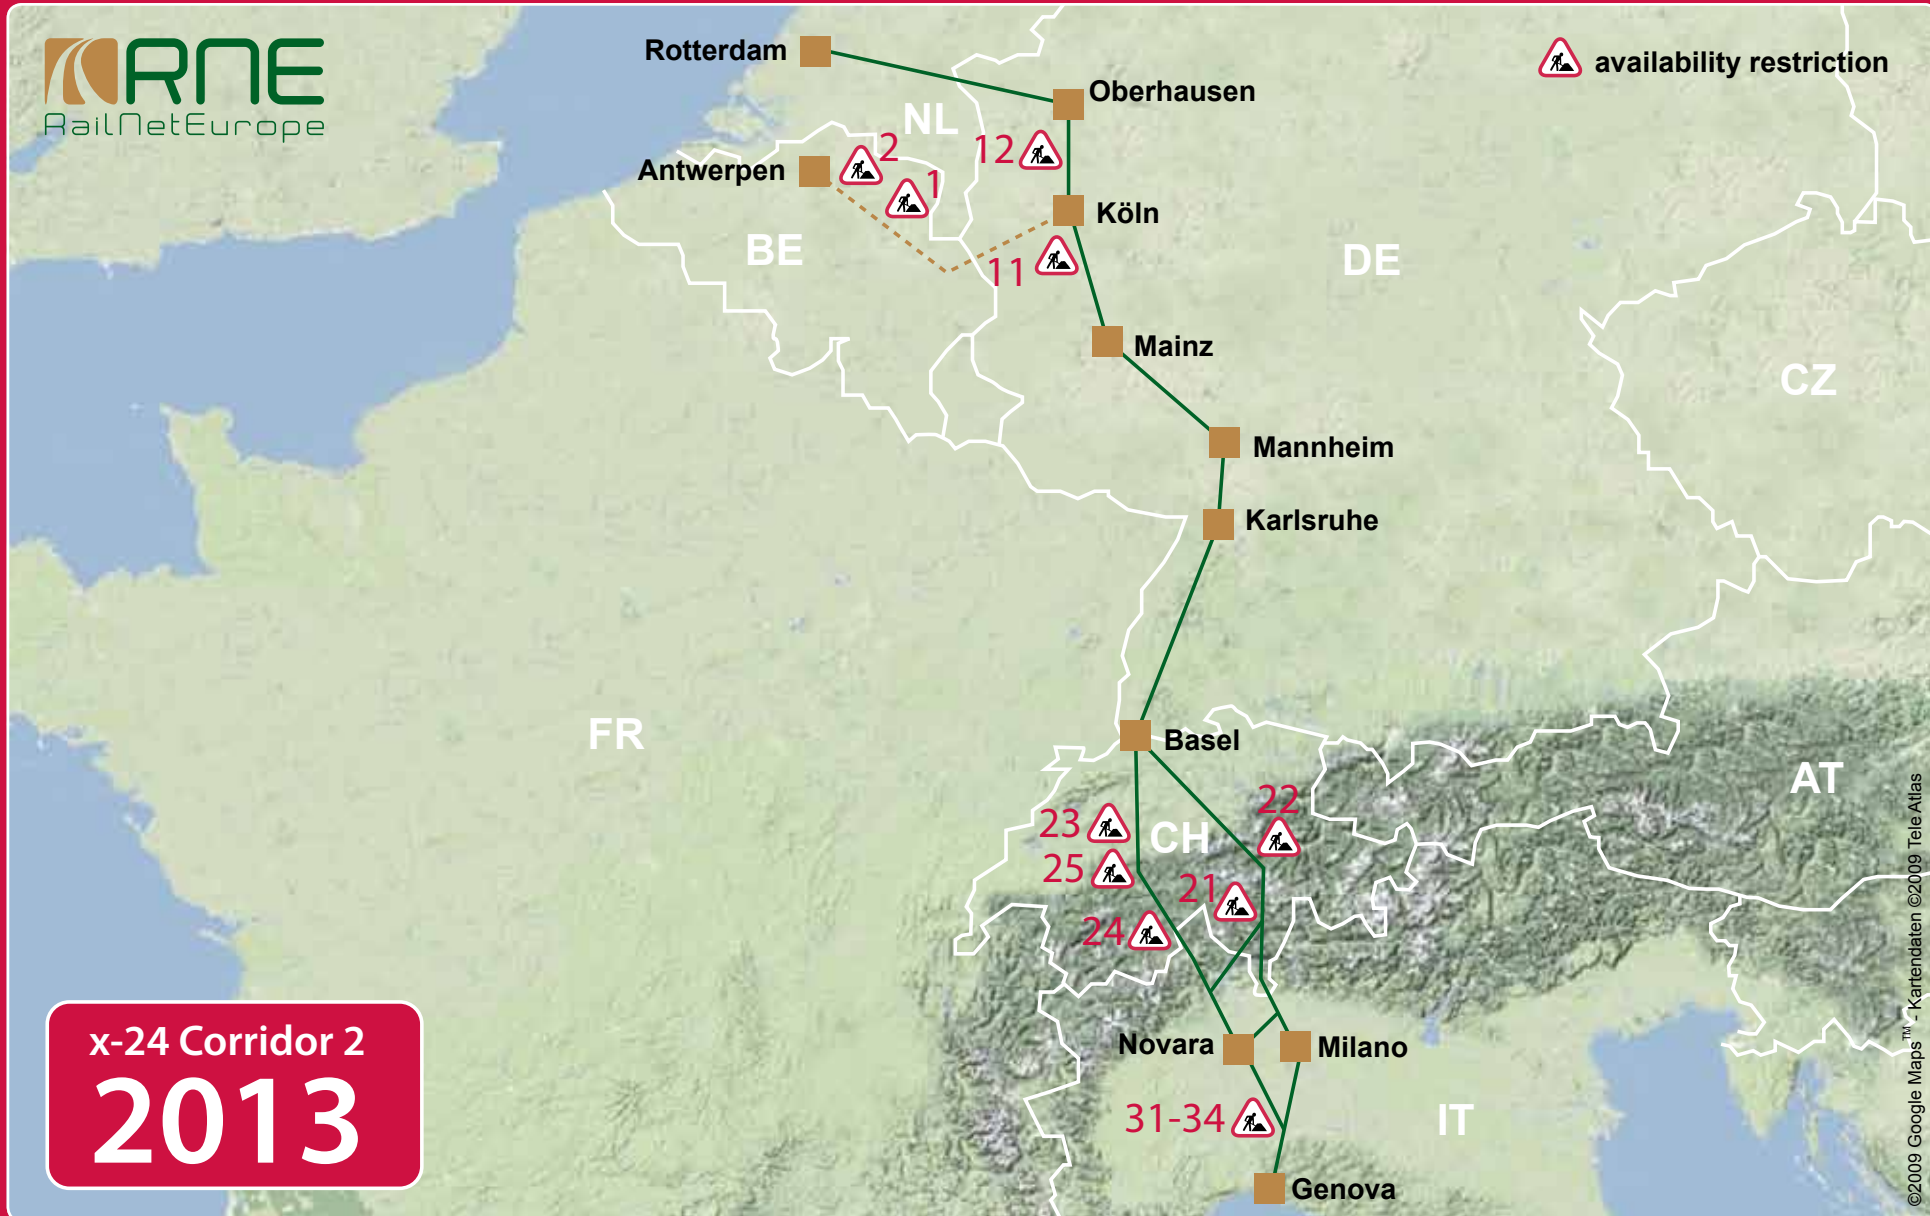 RNE
RailNetEurope
availability restriction
Rotterdam
Oberhausen
NL
12
2
Antwerpen
1
Köln
BE
11
DE
Mainz
CZ
Mannheim
Karlsruhe
FR
Basel
AT
22
23
CH
25
21
24
Novara
Milano
31-34
IT
Genova
x-24 Corridor 2
2013
©2009 Google Maps™ - Kartendaten ©2009 Tele Atlas